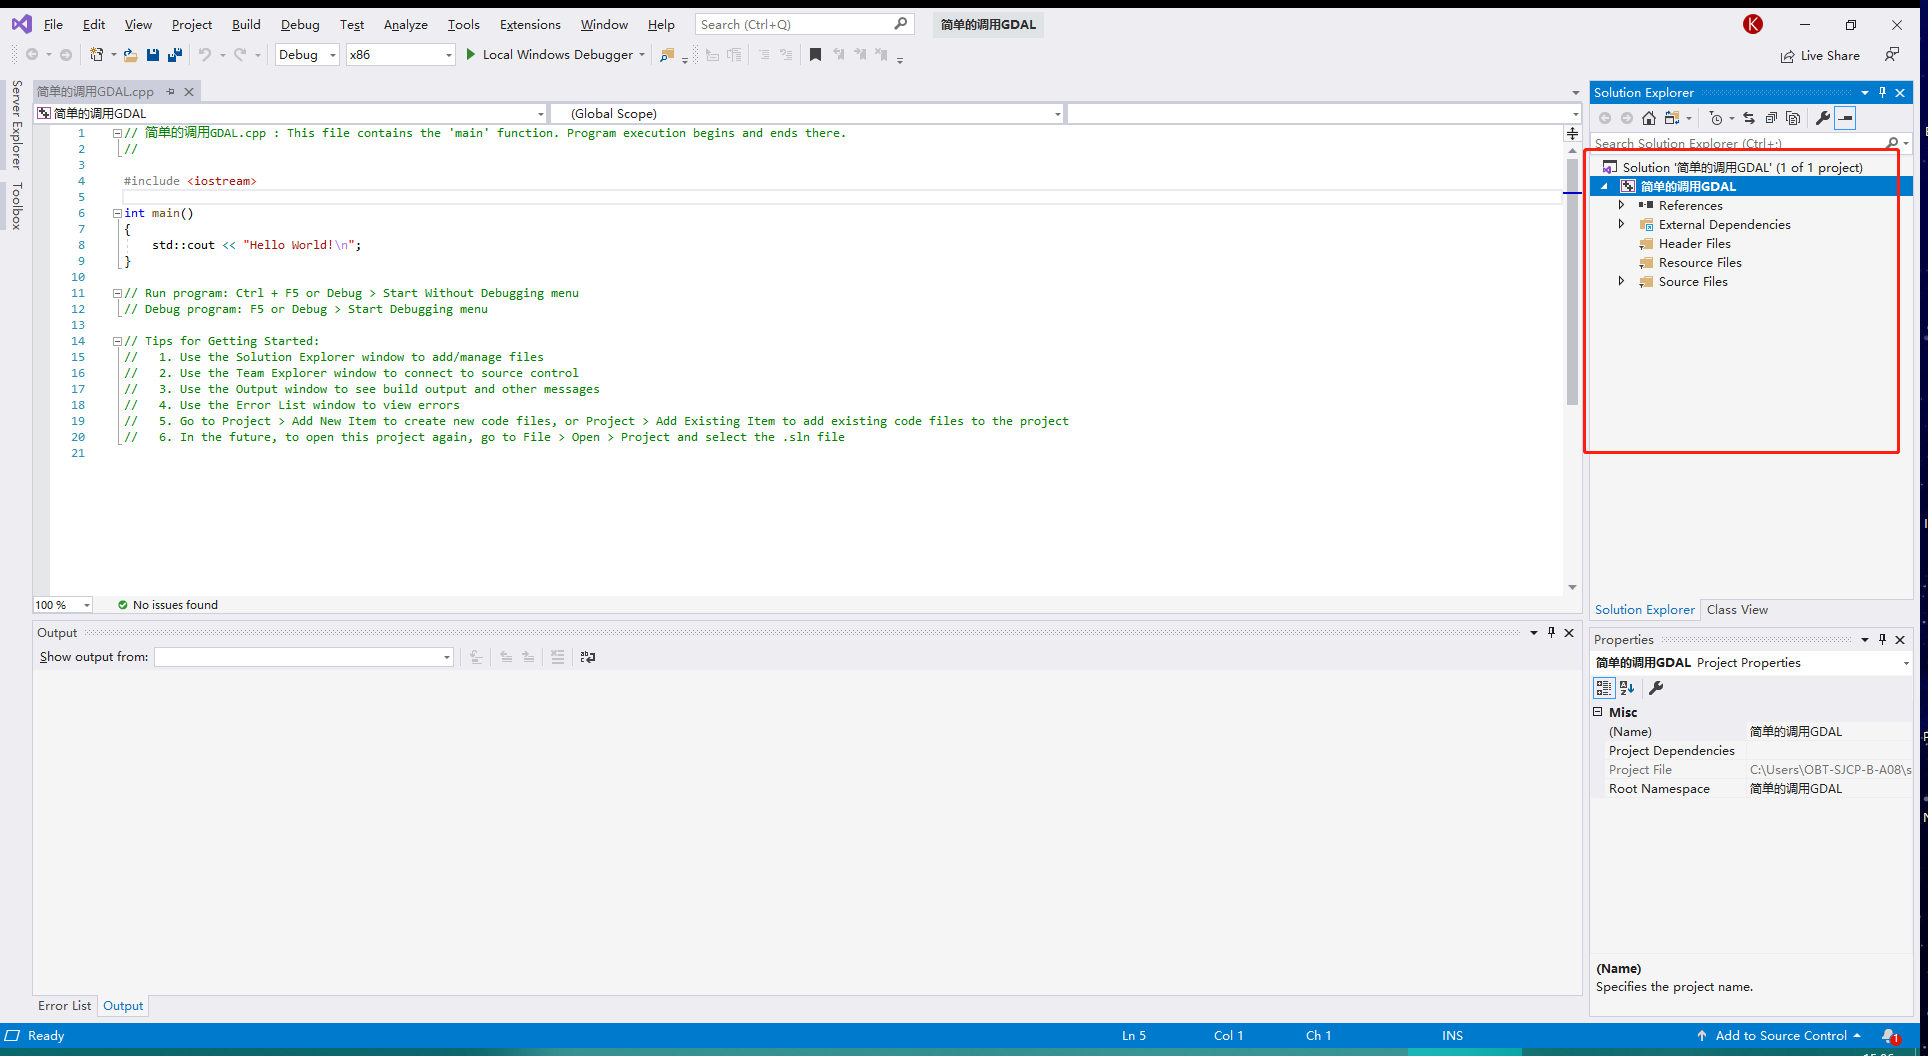 File Edit View Project Build Debug Test Analyze Tools Extensions Window Help Search (Ctrl+Q) 简单的调用GDAL K
Debug x86 Local Windows Debugger Live Share
Server Explorer
Toolbox
简单的调用GDAL.cpp
简单的调用GDAL (Global Scope)
1 // 简单的调用GDAL.cpp : This file contains the 'main' function. Program execution begins and ends there.
2 //
3
4 #include <iostream>
5
6 int main()
7 {
8 std::cout << "Hello World!\n";
9 }
10
11 // Run program: Ctrl + F5 or Debug > Start Without Debugging menu
12 // Debug program: F5 or Debug > Start Debugging menu
13
14 // Tips for Getting Started:
15 // 1. Use the Solution Explorer window to add/manage files
16 // 2. Use the Team Explorer window to connect to source control
17 // 3. Use the Output window to see build output and other messages
18 // 4. Use the Error List window to view errors
19 // 5. Go to Project > Add New Item to create new code files, or Project > Add Existing Item to add existing code files to the project
20 // 6. In the future, to open this project again, go to File > Open > Project and select the .sln file
21
100 % No issues found
Output
Show output from:
Error List Output
Solution Explorer
Search Solution Explorer (Ctrl+;)
Solution '简单的调用GDAL' (1 of 1 project)
简单的调用GDAL
References
External Dependencies
Header Files
Resource Files
Source Files
Solution Explorer Class View
Properties
简单的调用GDAL Project Properties
Misc
(Name) 简单的调用GDAL
Project Dependencies
Project File C:\Users\OBT-SJCP-B-A08\s
Root Namespace 简单的调用GDAL
(Name)
Specifies the project name.
Ready Ln 5 Col 1 Ch 1 INS Add to Source Control 1